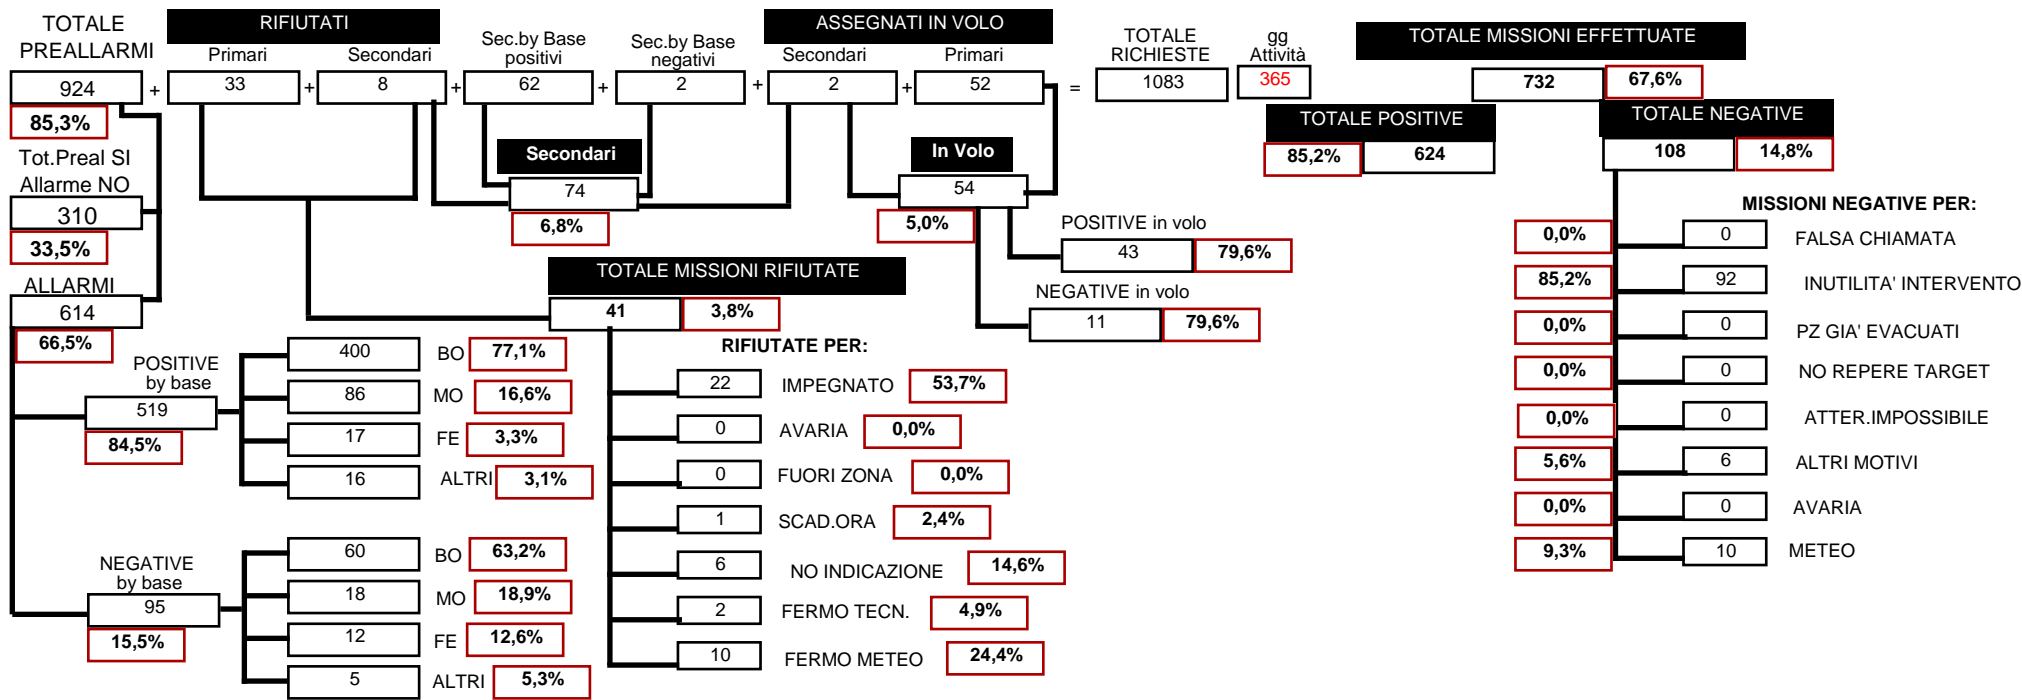 TOTALE PREALLARMI
RIFIUTATI
Primari
Secondari
Sec.by Base positivi
Sec.by Base negativi
ASSEGNATI IN VOLO
Secondari
Primari
TOTALE RICHIESTE
gg Attività
TOTALE MISSIONI EFFETTUATE
924 + 33 + 8 + 62 + 2 + 2 + 52 = 1083
365
732
67,6%
85,3%
TOTALE POSITIVE
85,2%
624
TOTALE NEGATIVE
108
14,8%
Tot.Preal SI
Allarme NO
310
33,5%
Secondari
74
6,8%
In Volo
54
5,0%
POSITIVE in volo
43
79,6%
NEGATIVE in volo
11
79,6%
ALLARMI
614
66,5%
TOTALE MISSIONI RIFIUTATE
41
3,8%
RIFIUTATE PER:
22 IMPEGNATO 53,7%
0 AVARIA 0,0%
0 FUORI ZONA 0,0%
1 SCAD.ORA 2,4%
6 NO INDICAZIONE 14,6%
2 FERMO TECN. 4,9%
10 FERMO METEO 24,4%
POSITIVE
by base
519
84,5%
400 BO 77,1%
86 MO 16,6%
17 FE 3,3%
16 ALTRI 3,1%
NEGATIVE
by base
95
15,5%
60 BO 63,2%
18 MO 18,9%
12 FE 12,6%
5 ALTRI 5,3%
MISSIONI NEGATIVE PER:
0,0% 0 FALSA CHIAMATA
85,2% 92 INUTILITA' INTERVENTO
0,0% 0 PZ GIA' EVACUATI
0,0% 0 NO REPERE TARGET
0,0% 0 ATTER.IMPOSSIBILE
5,6% 6 ALTRI MOTIVI
0,0% 0 AVARIA
9,3% 10 METEO